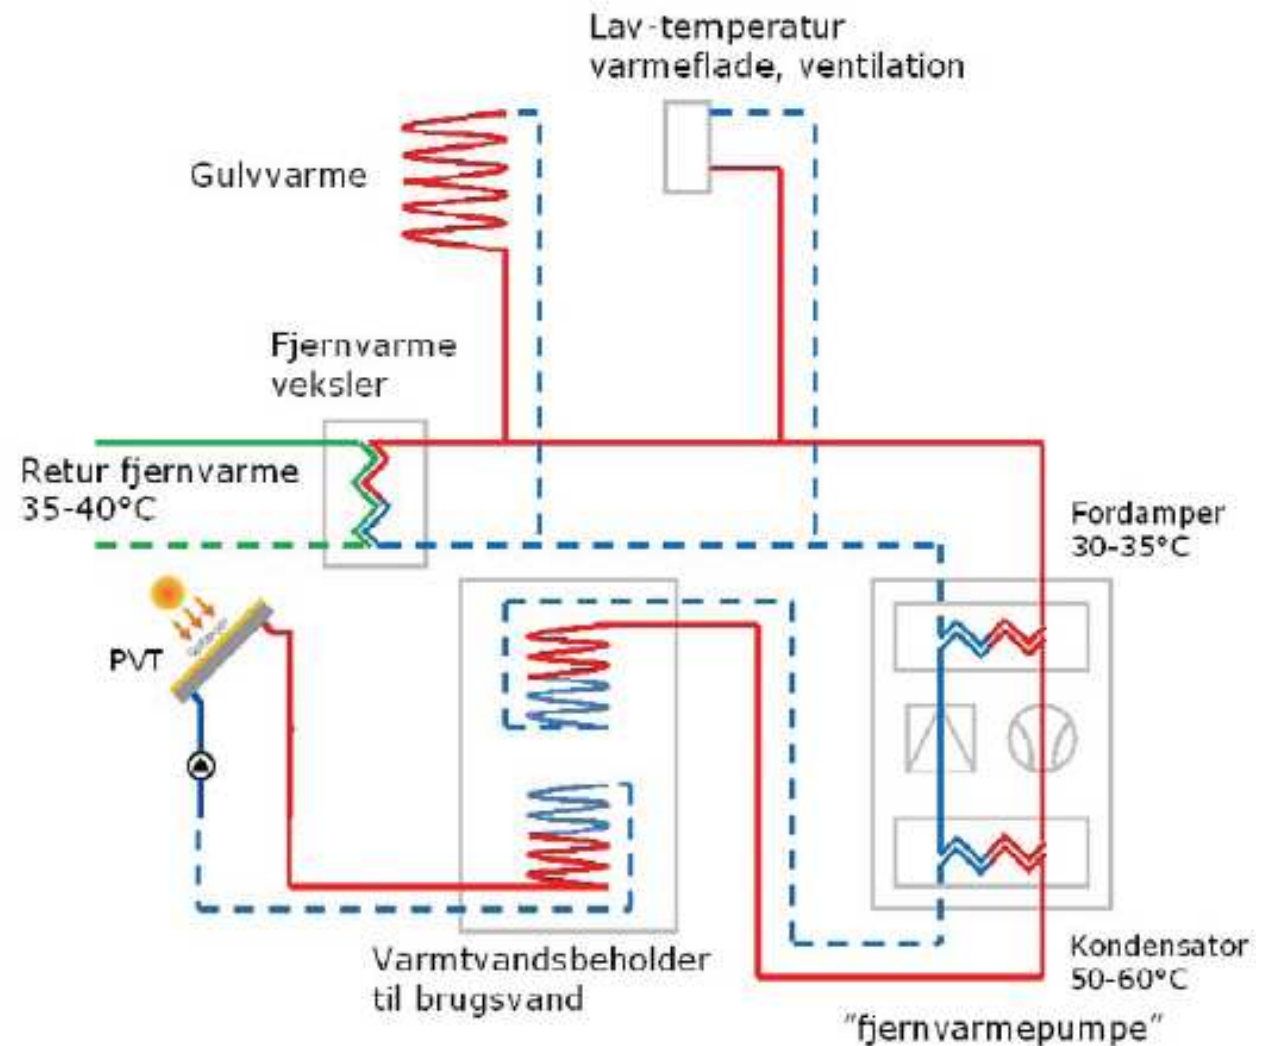 Lav-temperatur
varmeflade, ventilation
Gulvvarme
Fjernvarme
veksler
Retur fjernvarme
35-40°C
Fordamper
30-35°C
PVT
Varmtvandsbeholder
til brugsvand
Kondensator
50-60°C
"fjernvarmepumpe"